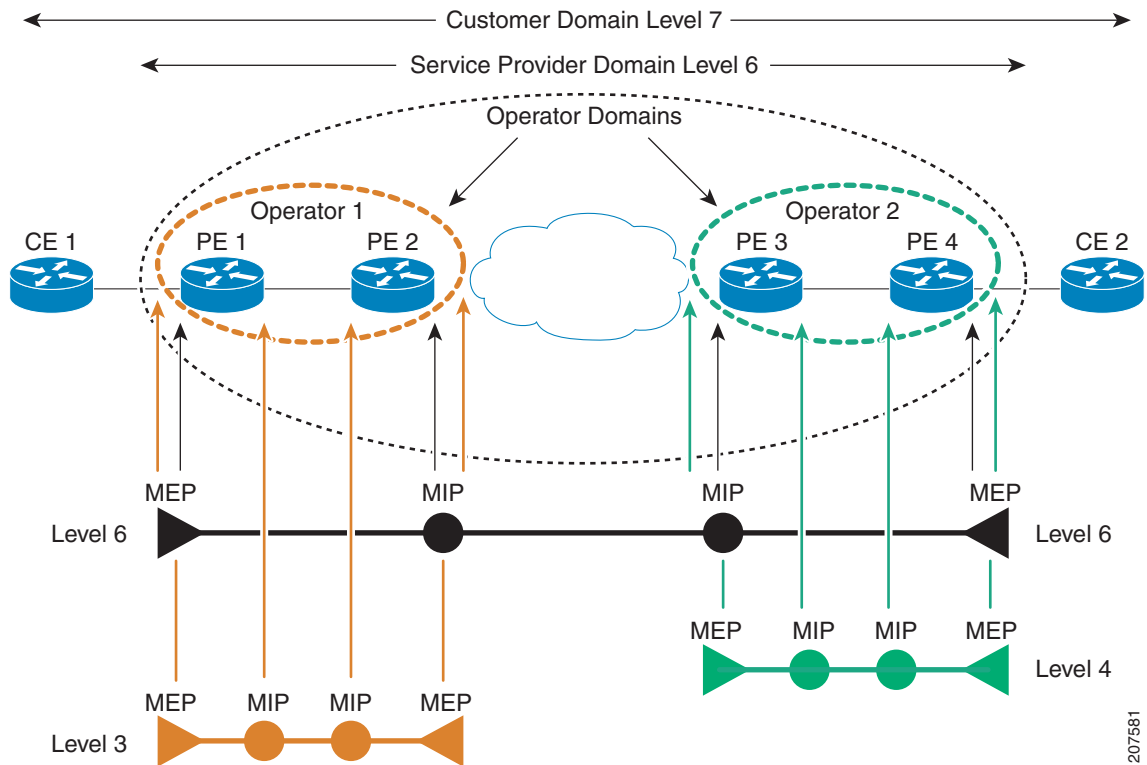 Customer Domain Level 7
Service Provider Domain Level 6
Operator Domains
Operator 1
Operator 2
CE 1
PE 1
PE 2
PE 3
PE 4
CE 2
MEP
MIP
MIP
MEP
Level 6
Level 6
MEP
MIP
MIP
MEP
Level 4
MEP
MIP
MIP
MEP
Level 3
207581